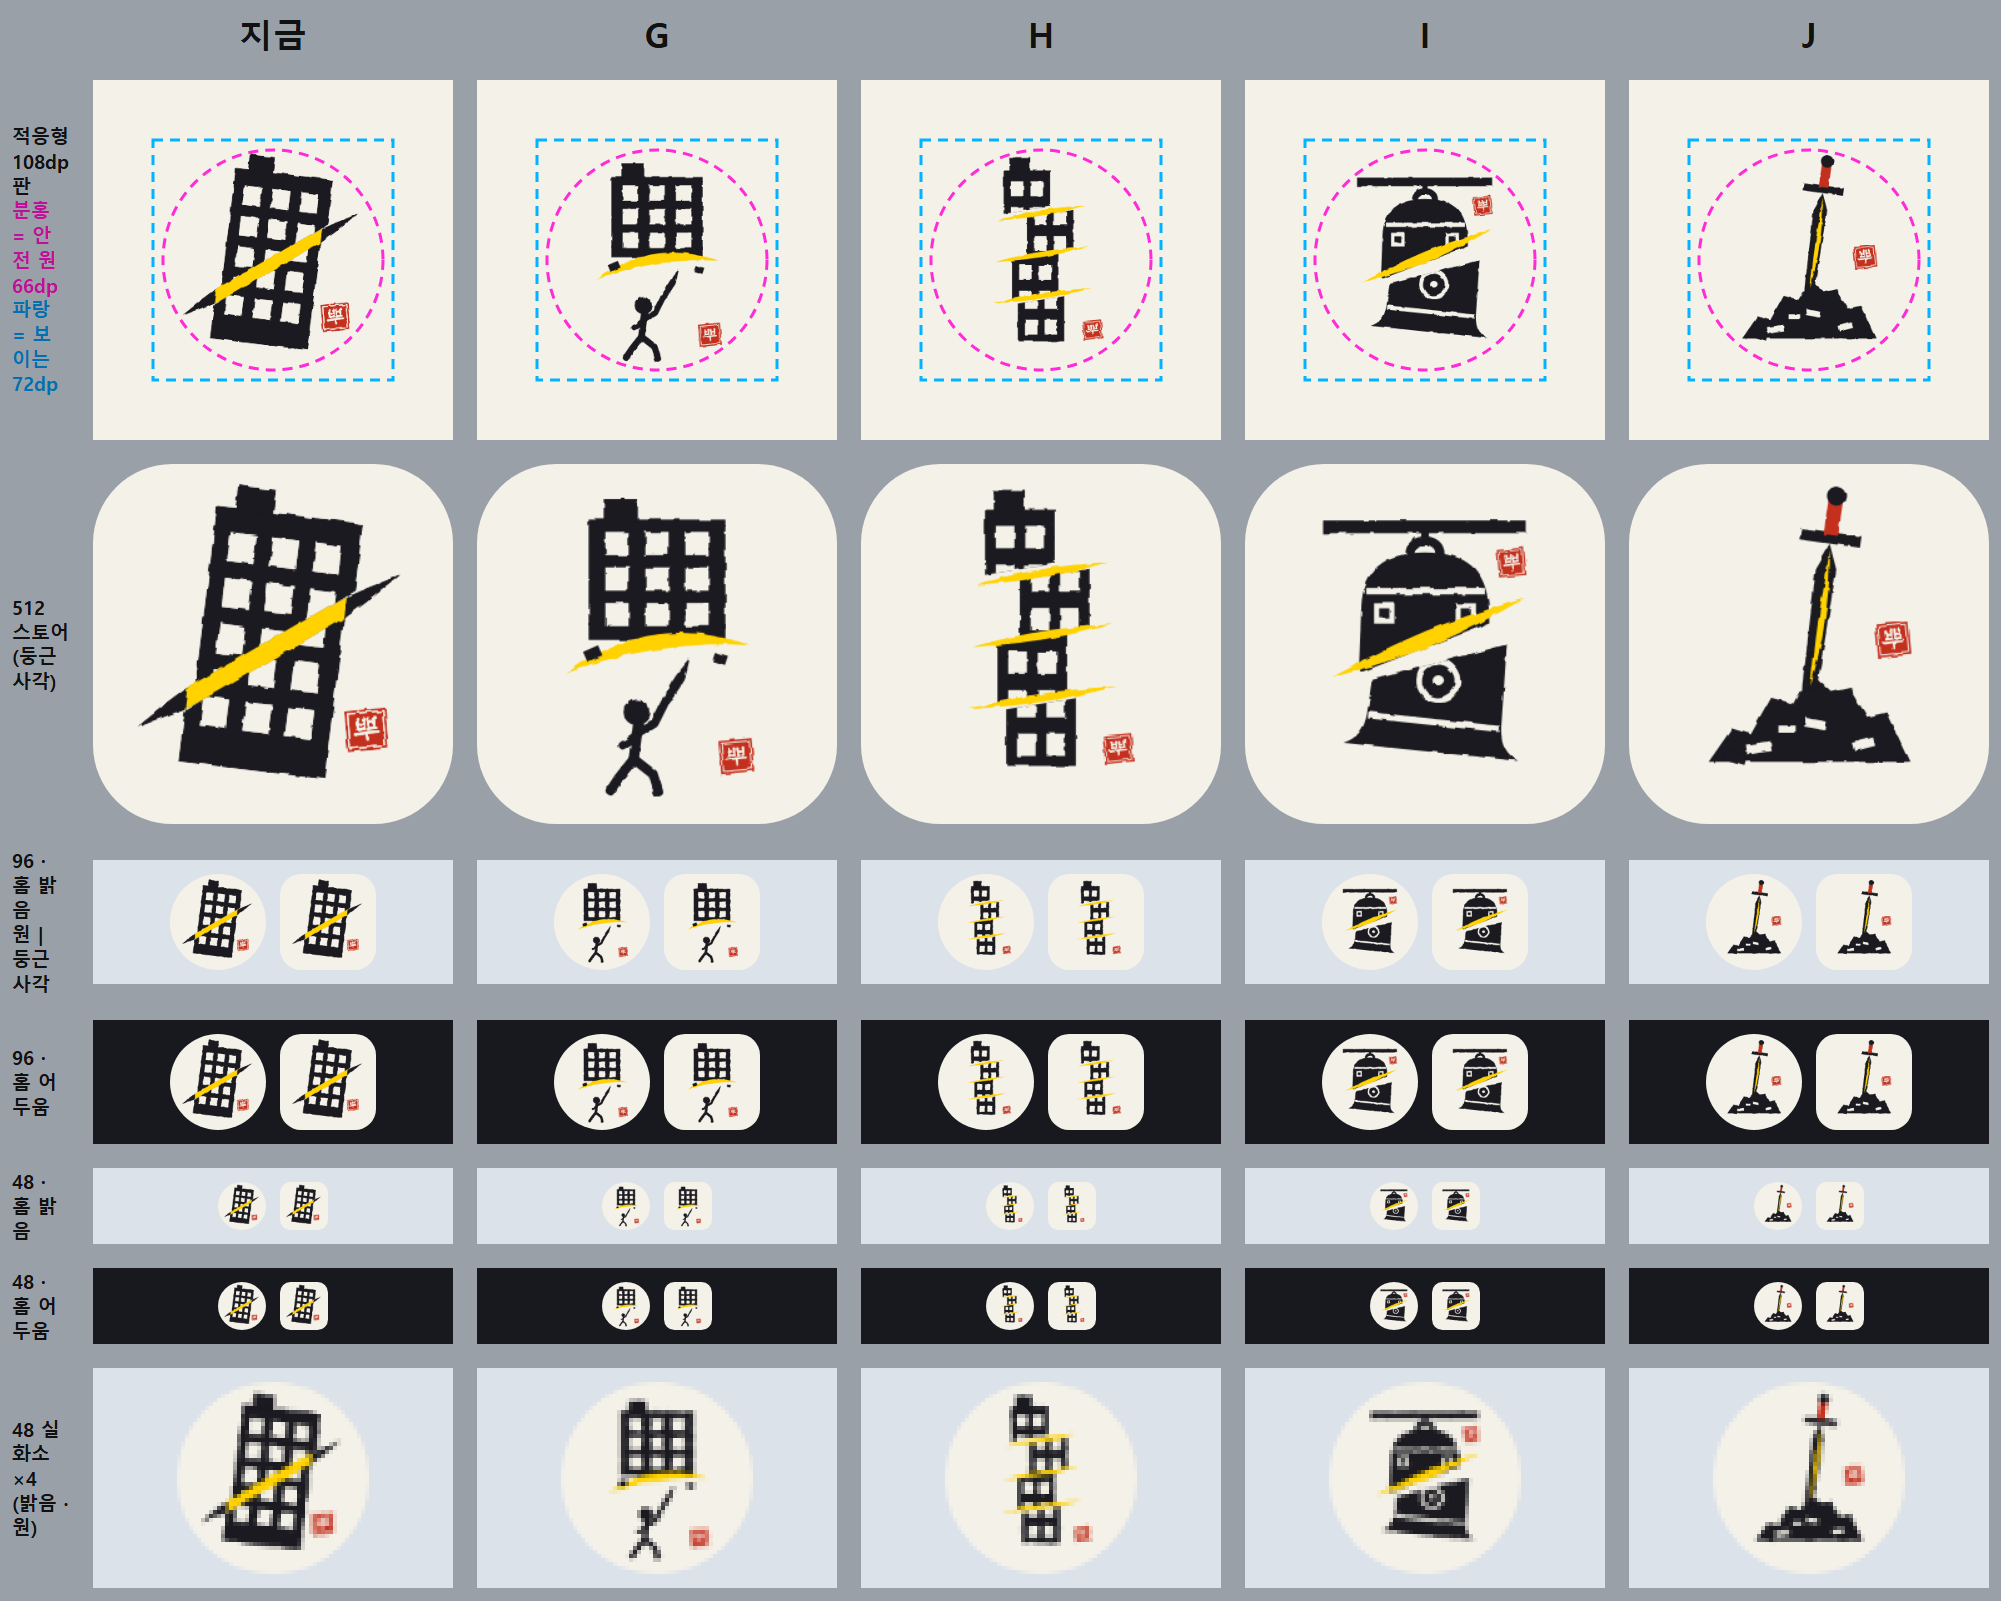 지금
G
H
I
J
적응형
108dp
판
분홍
= 안
전 원
66dp
파랑
= 보
이는
72dp
512
스토어
(둥근
사각)
96 ·
홈 밝
음
원 |
둥근
사각
96 ·
홈 어
두움
48 ·
홈 밝
음
48 ·
홈 어
두움
48 실
화소
×4
(밝음 ·
원)